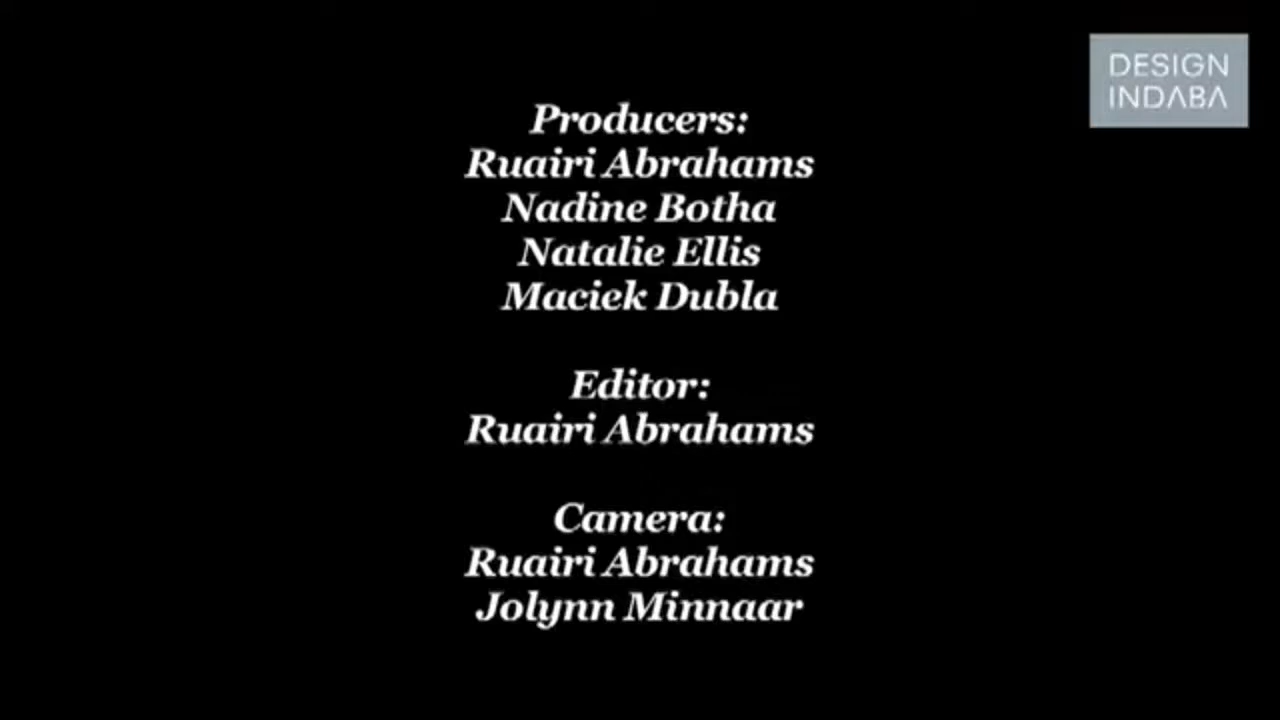 DESIGN
INDABA
Producers:
Ruairi Abrahams
Nadine Botha
Natalie Ellis
Maciek Dubla
Editor:
Ruairi Abrahams
Camera:
Ruairi Abrahams
Jolynn Minnaar